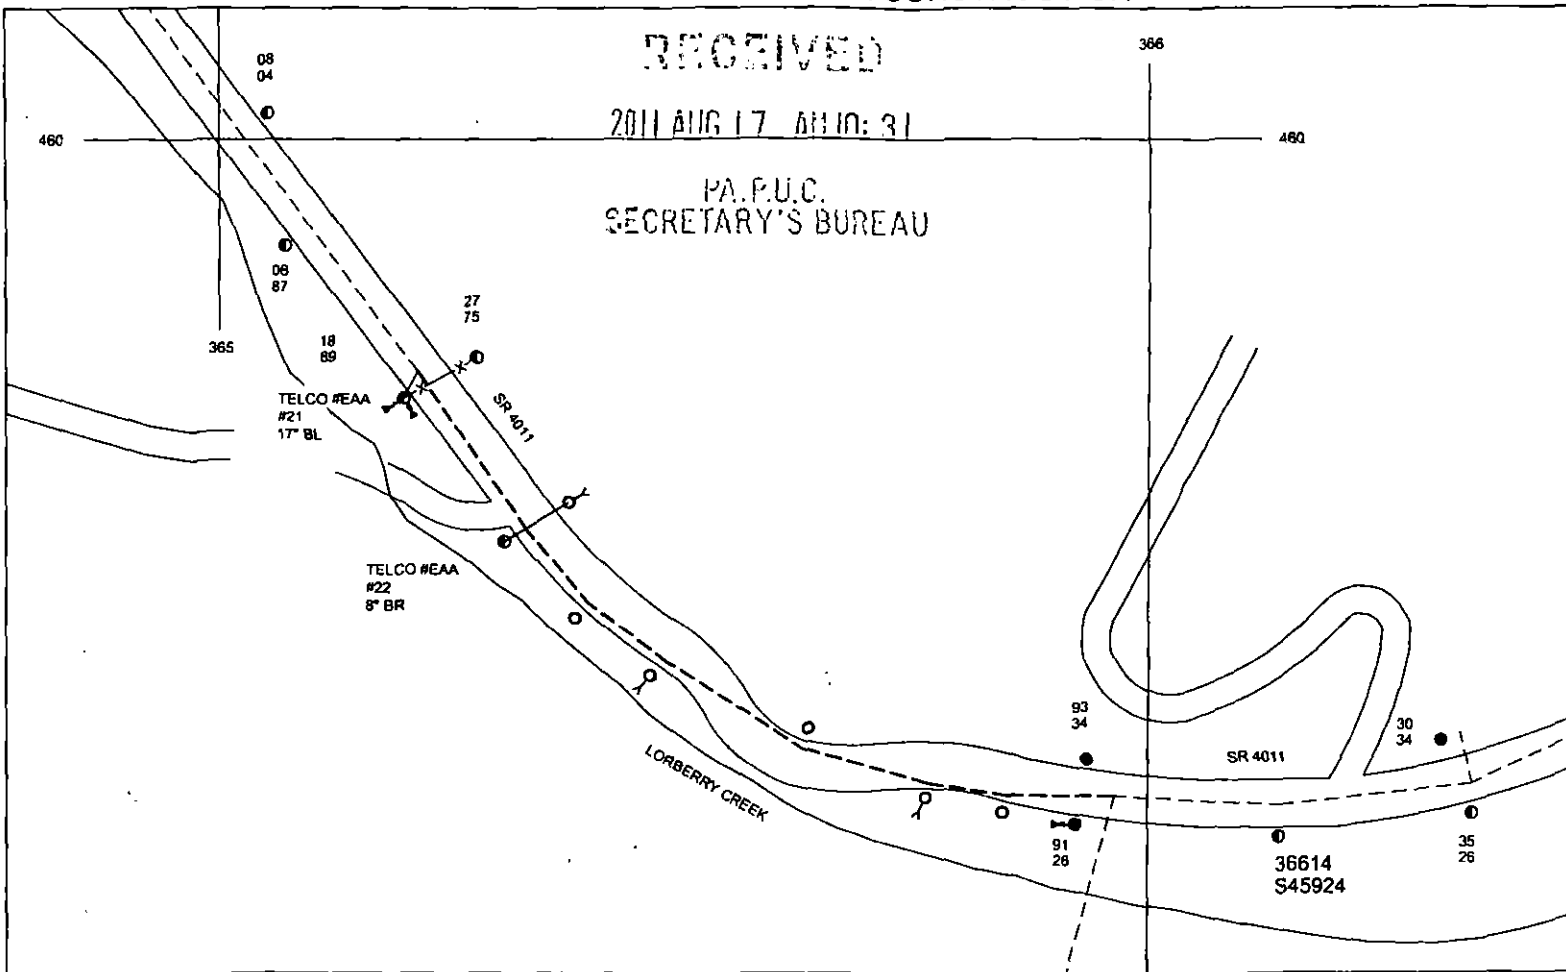 RECEIVED
366
08
04
2011 AUG 17 AM 10: 31
460
460
PA.P.U.C.
SECRETARY'S BUREAU
06
87
27
75
365
18
89
TELCO #EAA
#21
17" BL
SR 4011
TELCO #EAA
#22
8" BR
93
34
30
34
SR 4011
LORBERRY CREEK
91
26
36614
S45924
35
26